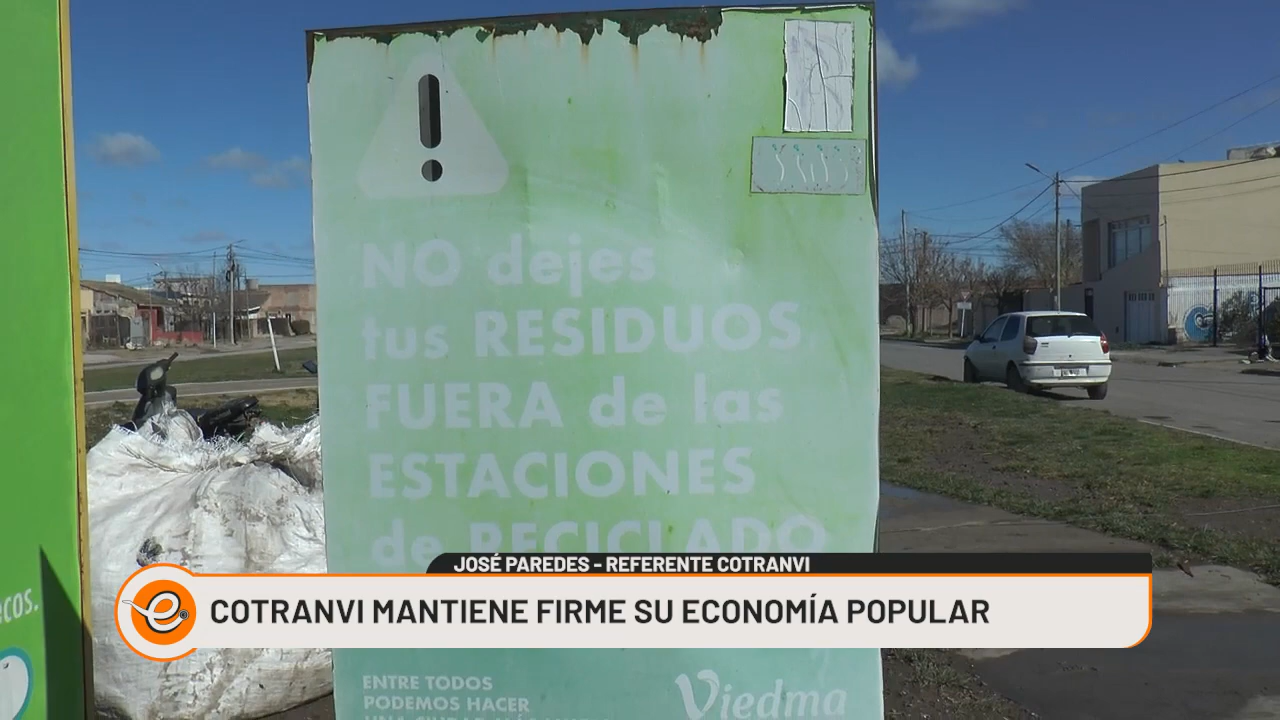 NO dejes
tus RESIDUOS
FUERA de las
ESTACIONES
de RECICLADO
JOSÉ PAREDES - REFERENTE COTRANVI
COTRANVI MANTIENE FIRME SU ECONOMÍA POPULAR
ecos.
ENTRE TODOS
PODEMOS HACER
Viedma